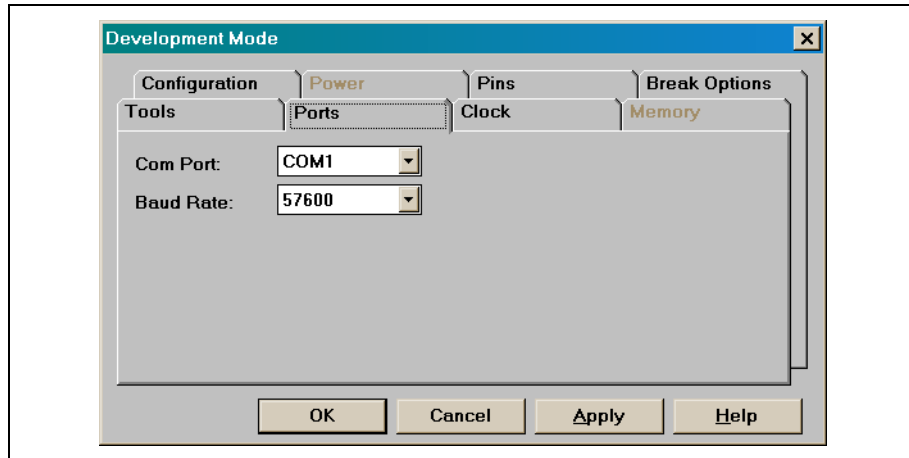 Development Mode
Configuration Power Pins Break Options
Tools Ports Clock Memory
Com Port: COM1
Baud Rate: 57600
OK Cancel Apply Help